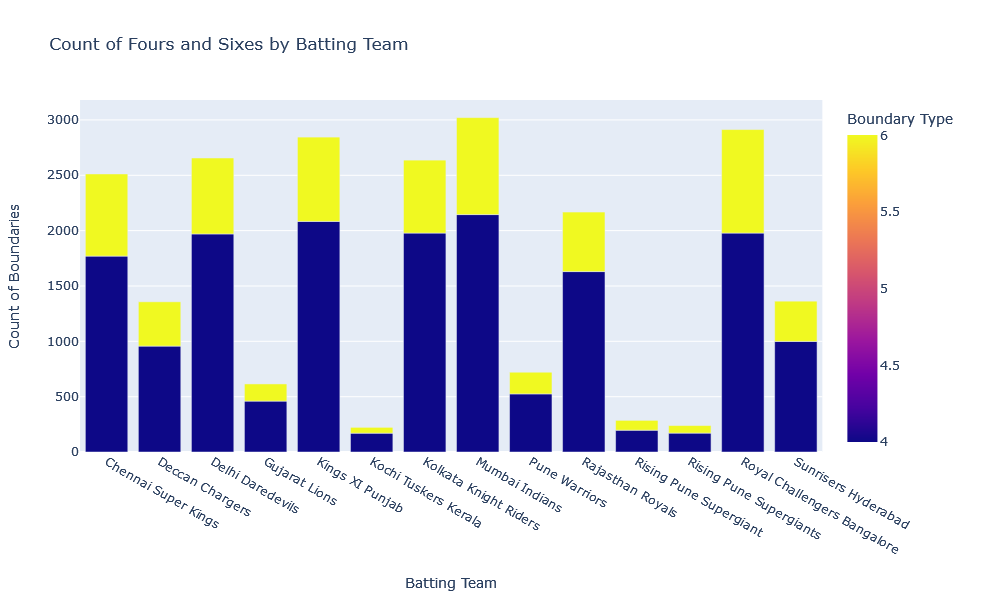 Count of Fours and Sixes by Batting Team
Count of Boundaries
3000
2500
2000
1500
1000
500
0
Chennai Super Kings
Deccan Chargers
Delhi Daredevils
Gujarat Lions
Kings XI Punjab
Kochi Tuskers Kerala
Kolkata Knight Riders
Mumbai Indians
Pune Warriors
Rajasthan Royals
Rising Pune Supergiant
Rising Pune Supergiants
Royal Challengers Bangalore
Sunrisers Hyderabad
Batting Team
Boundary Type
6
5.5
5
4.5
4